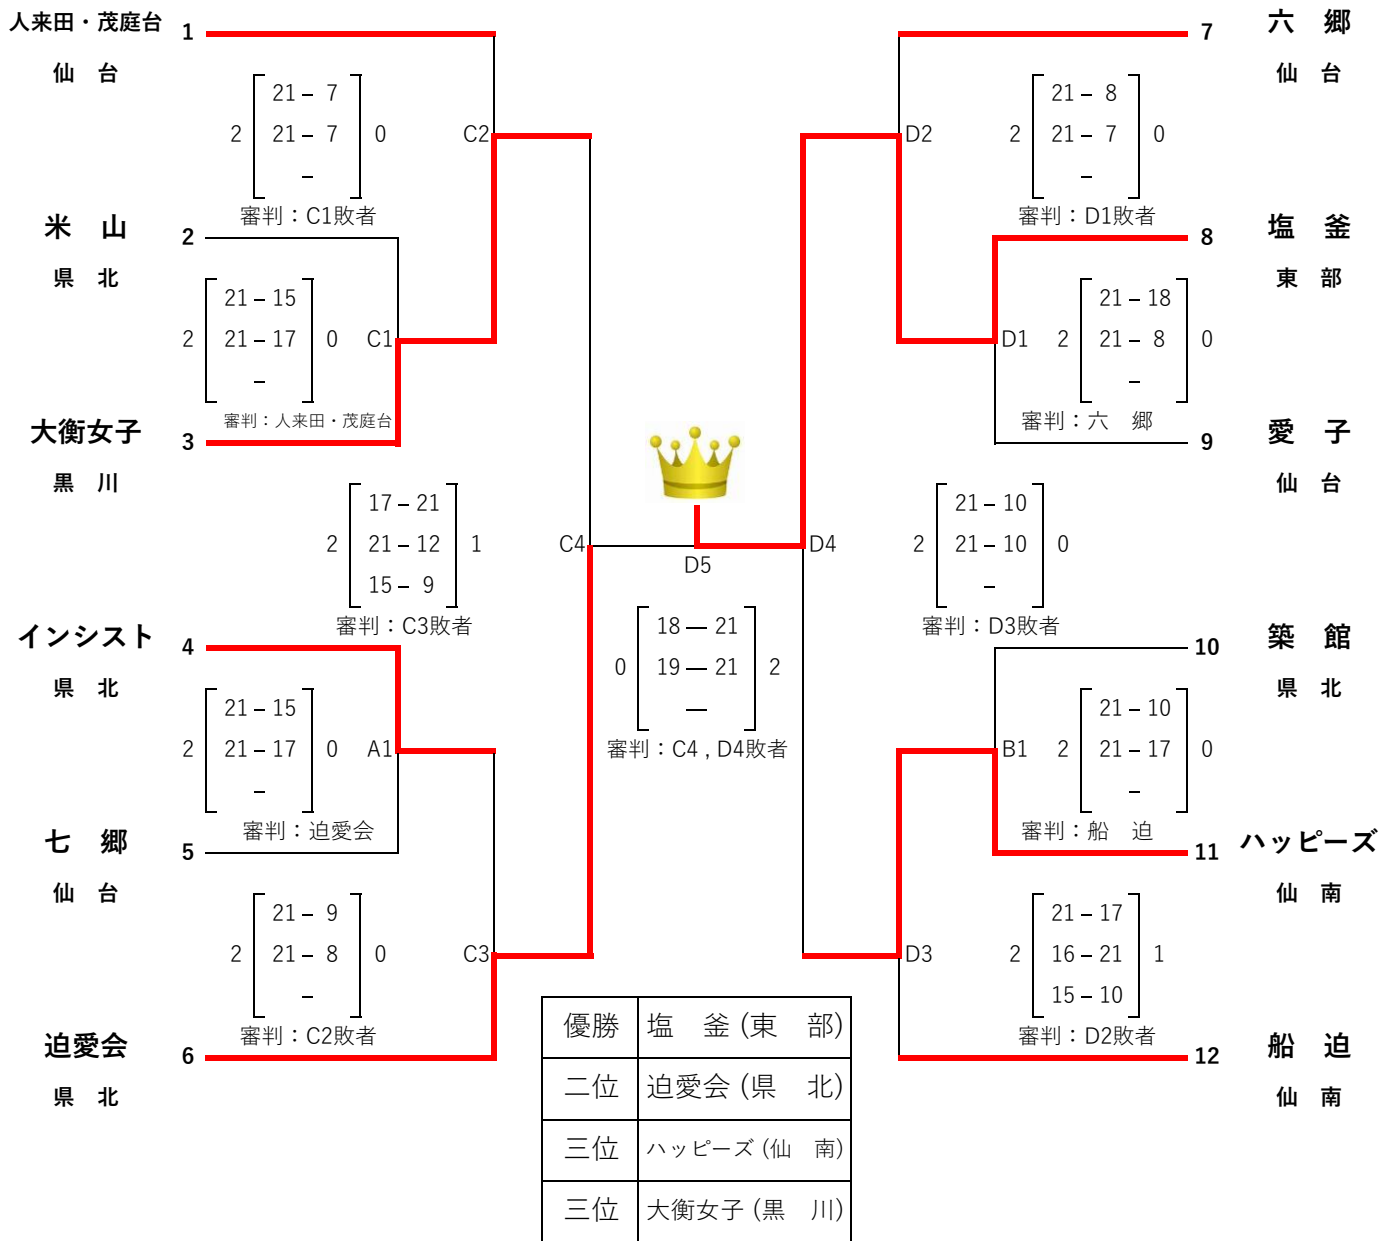 人来田・茂庭台 1
仙　台
21 – 7
2 21 – 7 0 C2
–
審判：C1敗者
米　山 2
県　北
21 – 15
2 21 – 17 0 C1
–
審判：人来田・茂庭台
大衡女子 3
黒　川
17 – 21
2 21 – 12 1 C4
15 – 9
審判：C3敗者
インシスト 4
県　北
21 – 15
2 21 – 17 0 A1
–
審判：迫愛会
七　郷 5
仙　台
21 – 9
2 21 – 8 0 C3
–
審判：C2敗者
迫愛会 6
県　北
D5
18 — 21
0 19 — 21 2
—
審判：C4 , D4敗者
7 六　郷
仙　台
21 – 8
D2 2 21 – 7 0
–
審判：D1敗者
8 塩　釜
東　部
21 – 18
D1 2 21 – 8 0
–
審判：六　郷
9 愛　子
仙　台
21 – 10
D4 2 21 – 10 0
–
審判：D3敗者
10 築　館
県　北
21 – 10
B1 2 21 – 17 0
–
審判：船　迫
11 ハッピーズ
仙　南
21 – 17
D3 2 16 – 21 1
15 – 10
審判：D2敗者
12 船　迫
仙　南
優勝 塩　釜 (東　部)
二位 迫愛会 (県　北)
三位 ハッピーズ (仙　南)
三位 大衡女子 (黒　川)